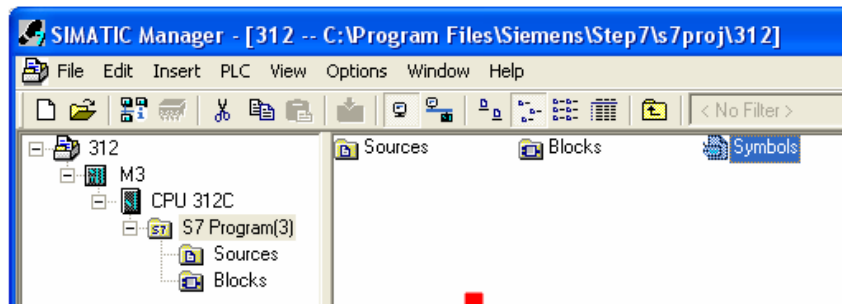 SIMATIC Manager - [312 -- C:\Program Files\Siemens\Step7\s7proj\312]
File Edit Insert PLC View Options Window Help
< No Filter >
312
M3
CPU 312C
S7 Program(3)
Sources
Blocks
Sources Blocks Symbols